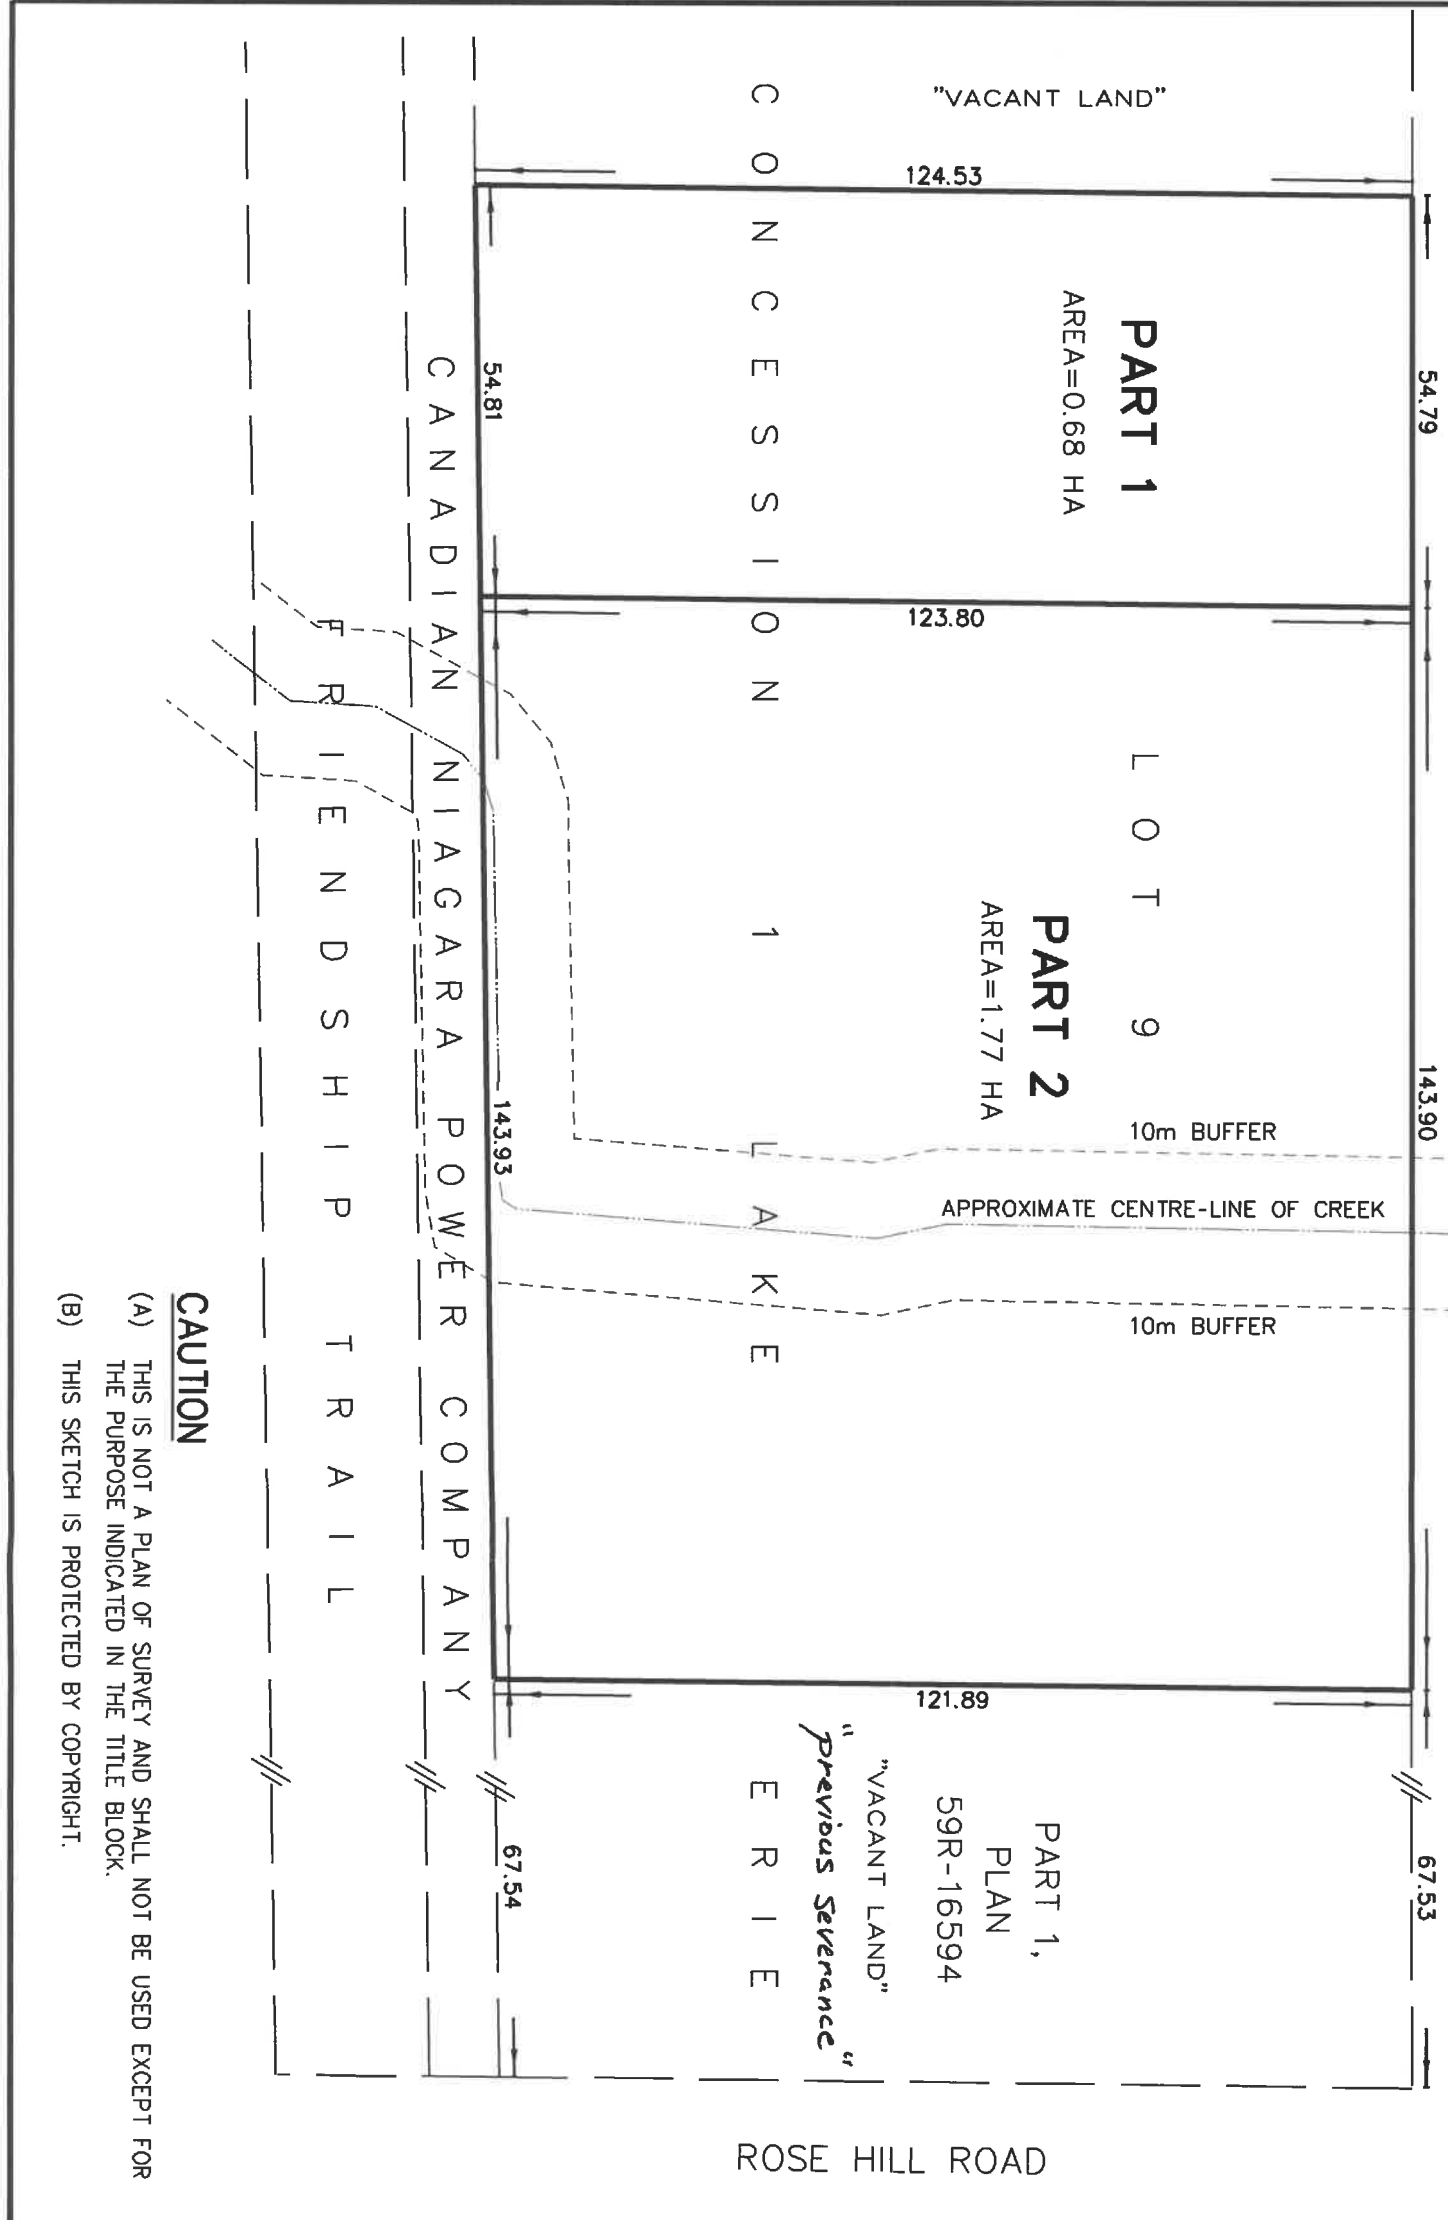 "VACANT LAND"
124.53
54.79
PART 1
AREA=0.68 HA
54.81
123.80
LOT 9
143.90
PART 2
AREA=1.77 HA
10m BUFFER
APPROXIMATE CENTRE-LINE OF CREEK
10m BUFFER
143.93
CONCESSION 1 LAKE ERIE
CANADIAN NIAGARA POWER COMPANY
FRIENDSHIP TRAIL
121.89
67.53
PART 1,
PLAN
59R-16594
"VACANT LAND"
"previous severance"
67.54
ROSE HILL ROAD
CAUTION
(A) THIS IS NOT A PLAN OF SURVEY AND SHALL NOT BE USED EXCEPT FOR
THE PURPOSE INDICATED IN THE TITLE BLOCK.
(B) THIS SKETCH IS PROTECTED BY COPYRIGHT.